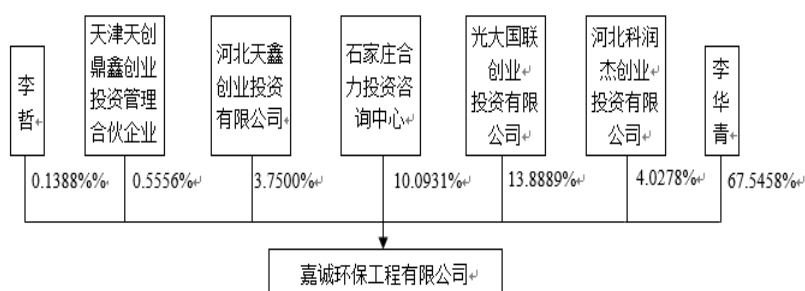 李
哲
天津天创
鼎鑫创业
投资管理
合伙企业
河北天鑫
创业投资
有限公司
石家庄合
力投资咨
询中心
光大国联
创业
投资有限
公司
河北科润
杰创业
投资有限
公司
李
华
青
0.1388%%
0.5556%
3.7500%
10.0931%
13.8889%
4.0278%
67.5458%
嘉诚环保工程有限公司